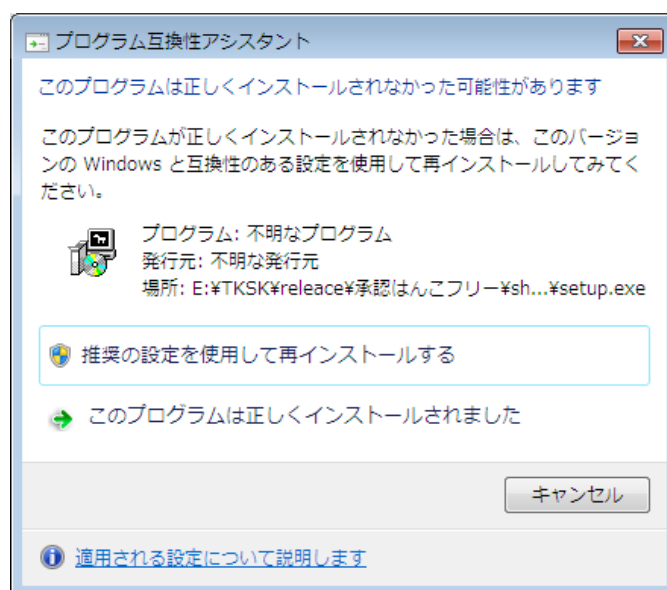 プログラム互換性アシスタント
このプログラムは正しくインストールされなかった可能性があります
このプログラムが正しくインストールされなかった場合は、このバージョ
ンの Windows と互換性のある設定を使用して再インストールしてみてく
ださい。
プログラム: 不明なプログラム
発行元: 不明な発行元
場所: E:¥TKSK¥releace¥承認はんこフリー¥sh...¥setup.exe
推奨の設定を使用して再インストールする
このプログラムは正しくインストールされました
キャンセル
適用される設定について説明します